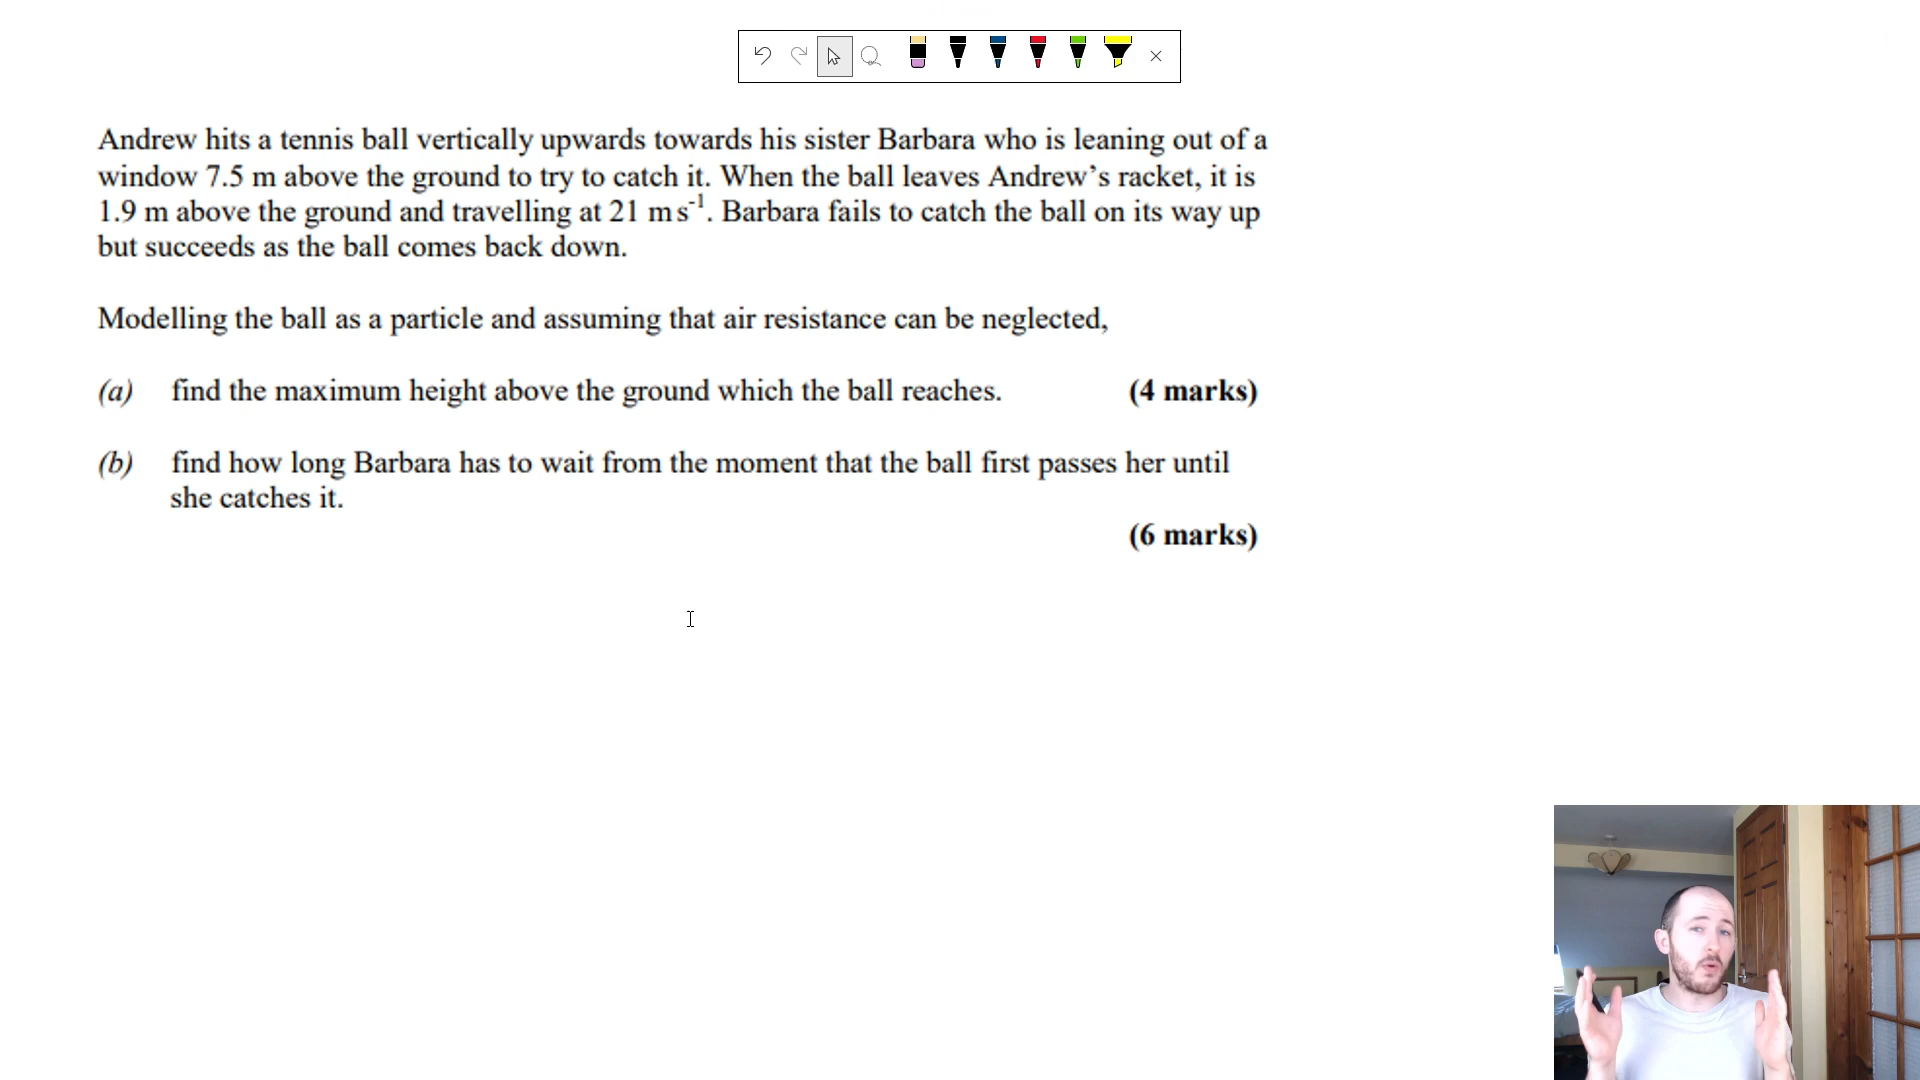 Andrew hits a tennis ball vertically upwards towards his sister Barbara who is leaning out of a
window 7.5 m above the ground to try to catch it. When the ball leaves Andrew’s racket, it is
1.9 m above the ground and travelling at 21 m s⁻¹. Barbara fails to catch the ball on its way up
but succeeds as the ball comes back down.
Modelling the ball as a particle and assuming that air resistance can be neglected,
(a) find the maximum height above the ground which the ball reaches. (4 marks)
(b) find how long Barbara has to wait from the moment that the ball first passes her until
she catches it.
(6 marks)